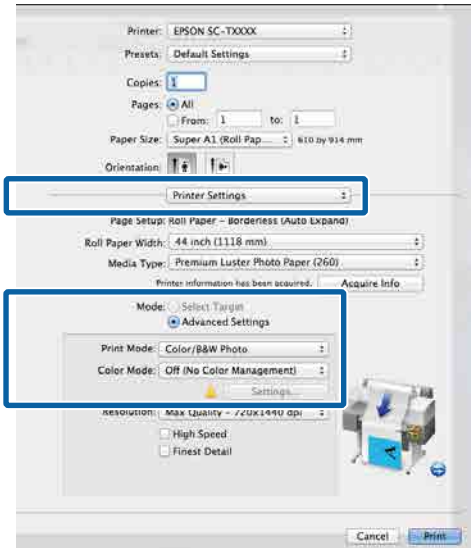 Printer: EPSON SC-TXXXX
Presets: Default Settings
Copies: 1
Pages: All
From: 1 to: 1
Paper Size: Super A1 (Roll Pap... 610 by 914 mm
Orientation:
Printer Settings
Page Setup: Roll Paper - Borderless (Auto Expand)
Roll Paper Width: 44 inch (1118 mm)
Media Type: Premium Luster Photo Paper (260)
Printer information has been acquired. Acquire Info
Mode: Select Target
Advanced Settings
Print Mode: Color/B&W Photo
Color Mode: Off (No Color Management)
Settings...
Resolution: Max Quality - 720x1440 dpi
High Speed
Finest Detail
Cancel Print